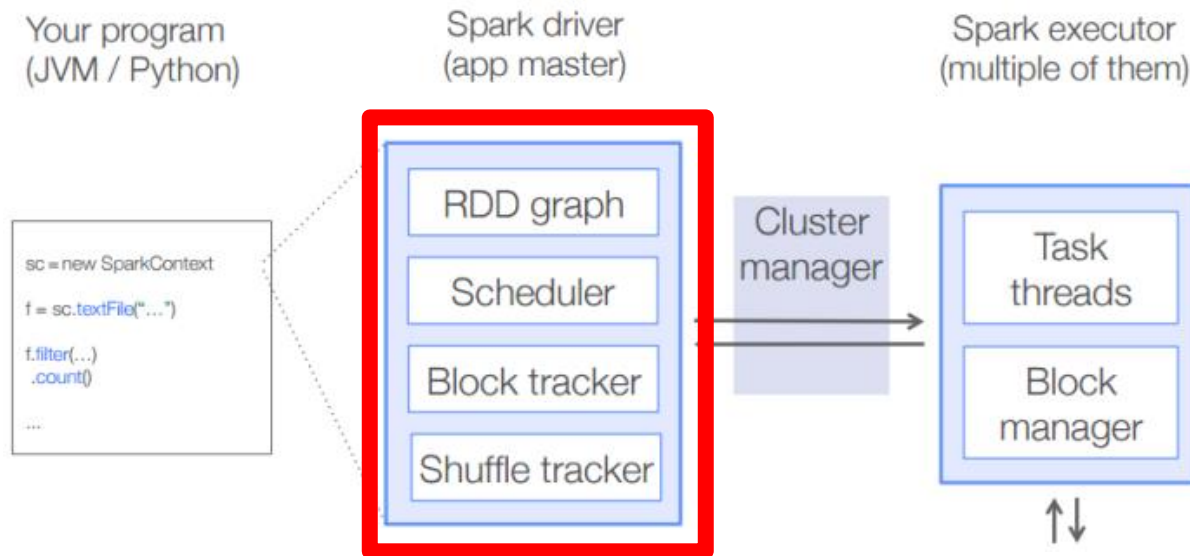 Your program
(JVM / Python)
Spark driver
(app master)
Spark executor
(multiple of them)
sc = new SparkContext
f = sc.textFile("...")
f.filter(...)
.count()
...
RDD graph
Scheduler
Block tracker
Shuffle tracker
Cluster
manager
Task
threads
Block
manager